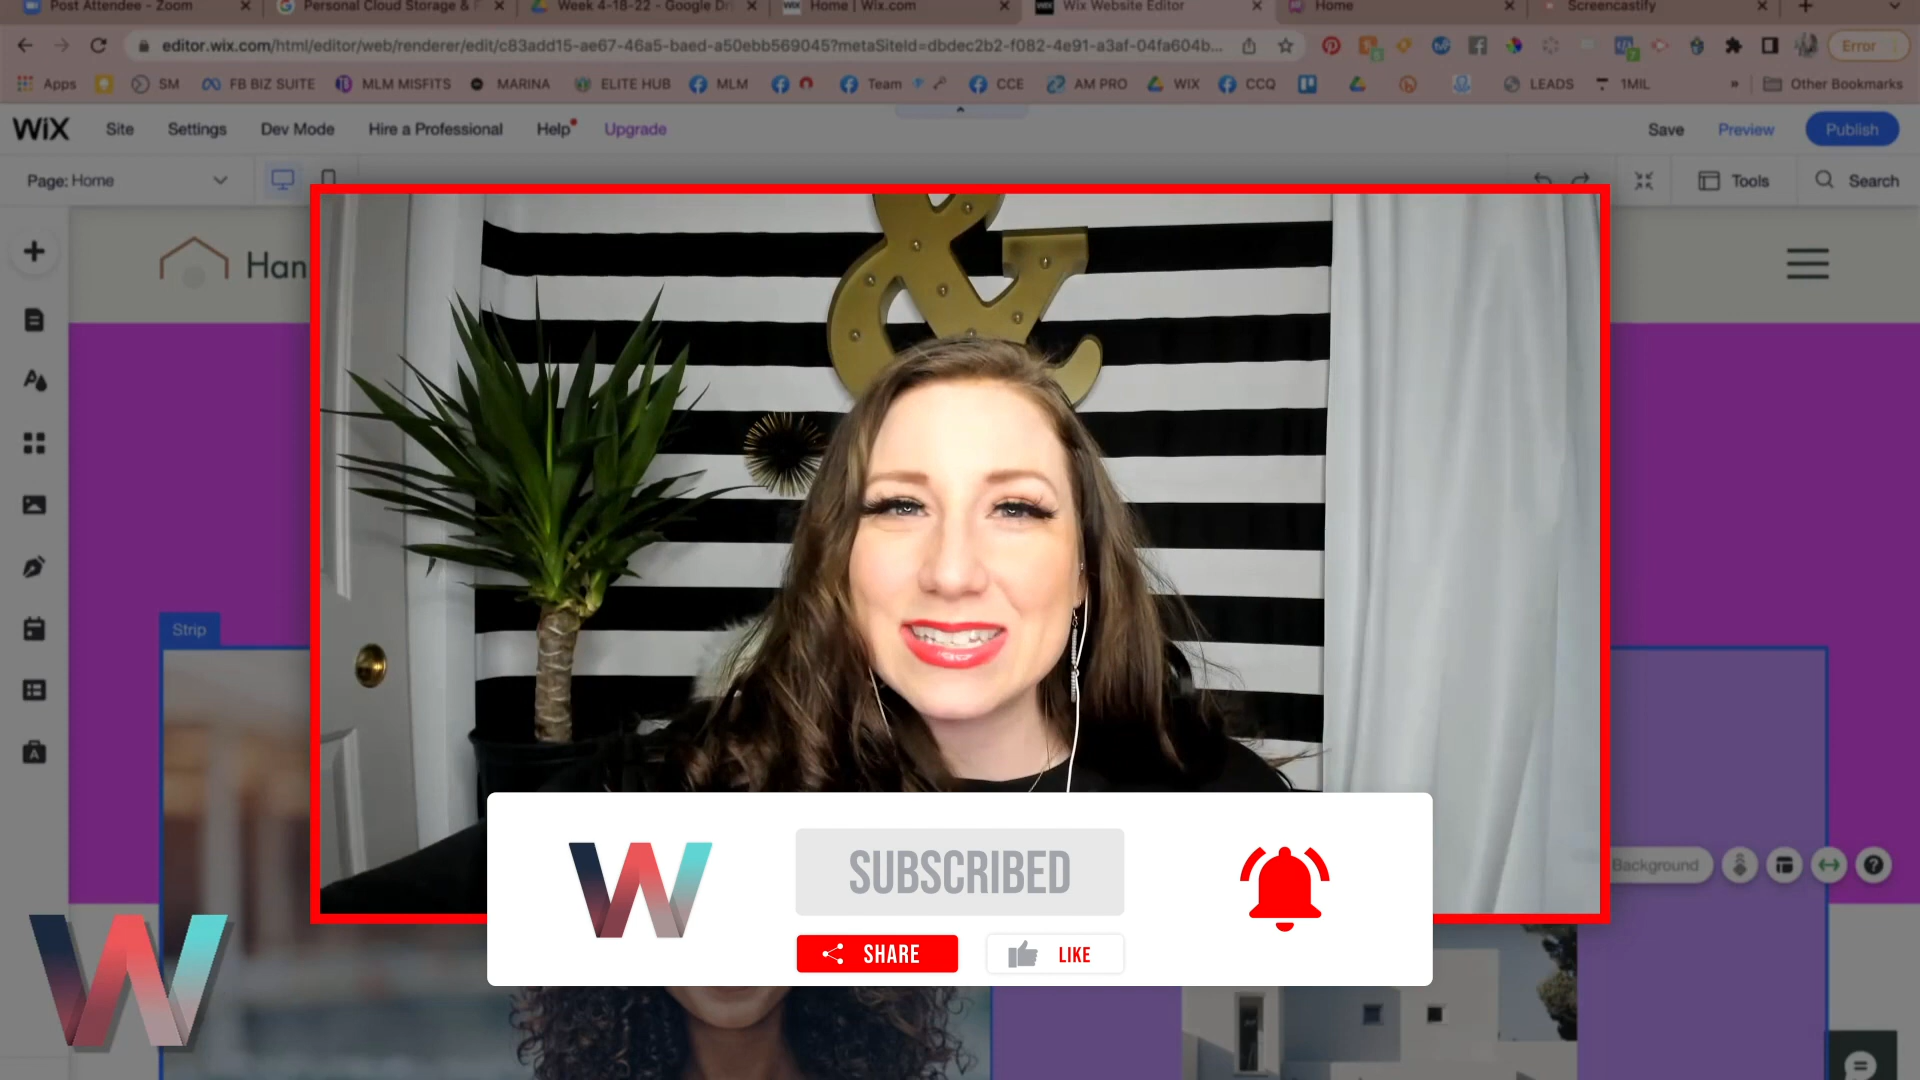 Post Attendee - Zoom
Personal Cloud Storage &
Week 4-18-22 - Google Dri
Home | Wix.com
Wix Website Editor
Home
Screencastify
editor.wix.com/html/editor/web/renderer/edit/c83add15-ae67-46a5-baed-a50ebb569045?metaSiteId=dbdec2b2-f082-4e91-a3af-04fa604b...
Error
Apps
SM
FB BIZ SUITE
MLM MISFITS
MARINA
ELITE HUB
MLM
Team
CCE
AM PRO
WIX
CCQ
LEADS
1MIL
Other Bookmarks
WiX
Site
Settings
Dev Mode
Hire a Professional
Help
Upgrade
Save
Preview
Publish
Page: Home
Tools
Search
Han
&
Strip
Background
W
SUBSCRIBED
SHARE
LIKE
W